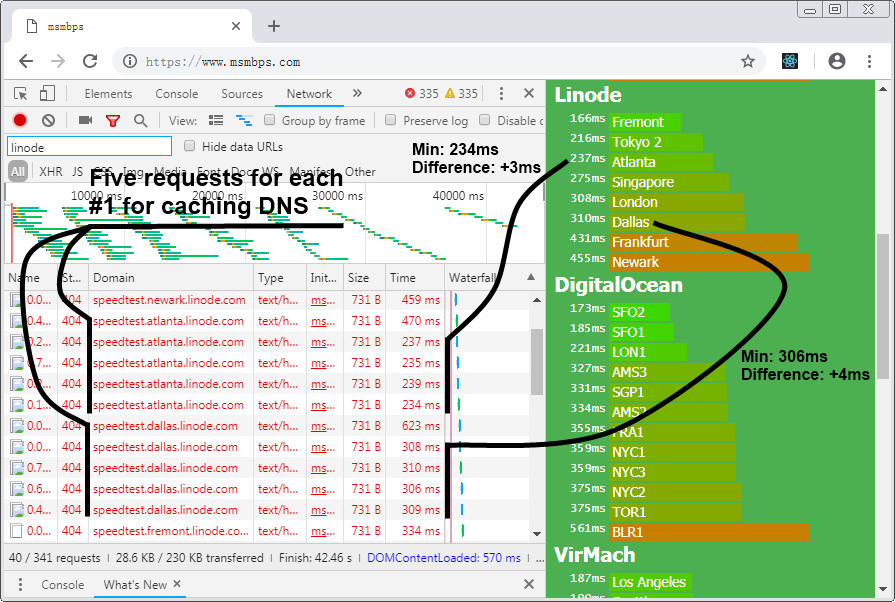 msmbps
https://www.msmbps.com
Elements Console Sources Network » 335 335
View: Group by frame Preserve log Disable c
linode Hide data URLs
All XHR JS CSS Img Media Font Doc WS Manifest Other
Min: 234ms
Difference: +3ms
Five requests for each
#1 for caching DNS
10000 ms 20000 ms 30000 ms 40000 ms
Name St... Domain Type Init... Size Time Waterfall
0.0... 404 speedtest.newark.linode.com text/h... ms... 731 B 459 ms
0.4... 404 speedtest.atlanta.linode.com text/h... ms... 731 B 470 ms
0.2... 404 speedtest.atlanta.linode.com text/h... ms... 731 B 237 ms
0.7... 404 speedtest.atlanta.linode.com text/h... ms... 731 B 235 ms
404 speedtest.atlanta.linode.com text/h... ms... 731 B 239 ms
0.1... 404 speedtest.atlanta.linode.com text/h... ms... 731 B 234 ms
0.0... 404 speedtest.dallas.linode.com text/h... ms... 731 B 623 ms
0.0... 404 speedtest.dallas.linode.com text/h... ms... 731 B 308 ms
0.7... 404 speedtest.dallas.linode.com text/h... ms... 731 B 310 ms
0.6... 404 speedtest.dallas.linode.com text/h... ms... 731 B 306 ms
0.4... 404 speedtest.dallas.linode.com text/h... ms... 731 B 309 ms
0.0... 404 speedtest.fremont.linode.co... text/h... ms... 731 B 334 ms
40 / 341 requests | 28.6 KB / 230 KB transferred | Finish: 42.46 s | DOMContentLoaded: 570 ms | ...
Console What's New
Linode
166ms Fremont
216ms Tokyo 2
237ms Atlanta
275ms Singapore
308ms London
310ms Dallas
431ms Frankfurt
455ms Newark
DigitalOcean
173ms SFO2
185ms SFO1
221ms LON1
327ms AMS3
331ms SGP1
334ms AMS2
355ms FRA1
359ms NYC1
359ms NYC3
375ms NYC2
375ms TOR1
561ms BLR1
Min: 306ms
Difference: +4ms
VirMach
187ms Los Angeles